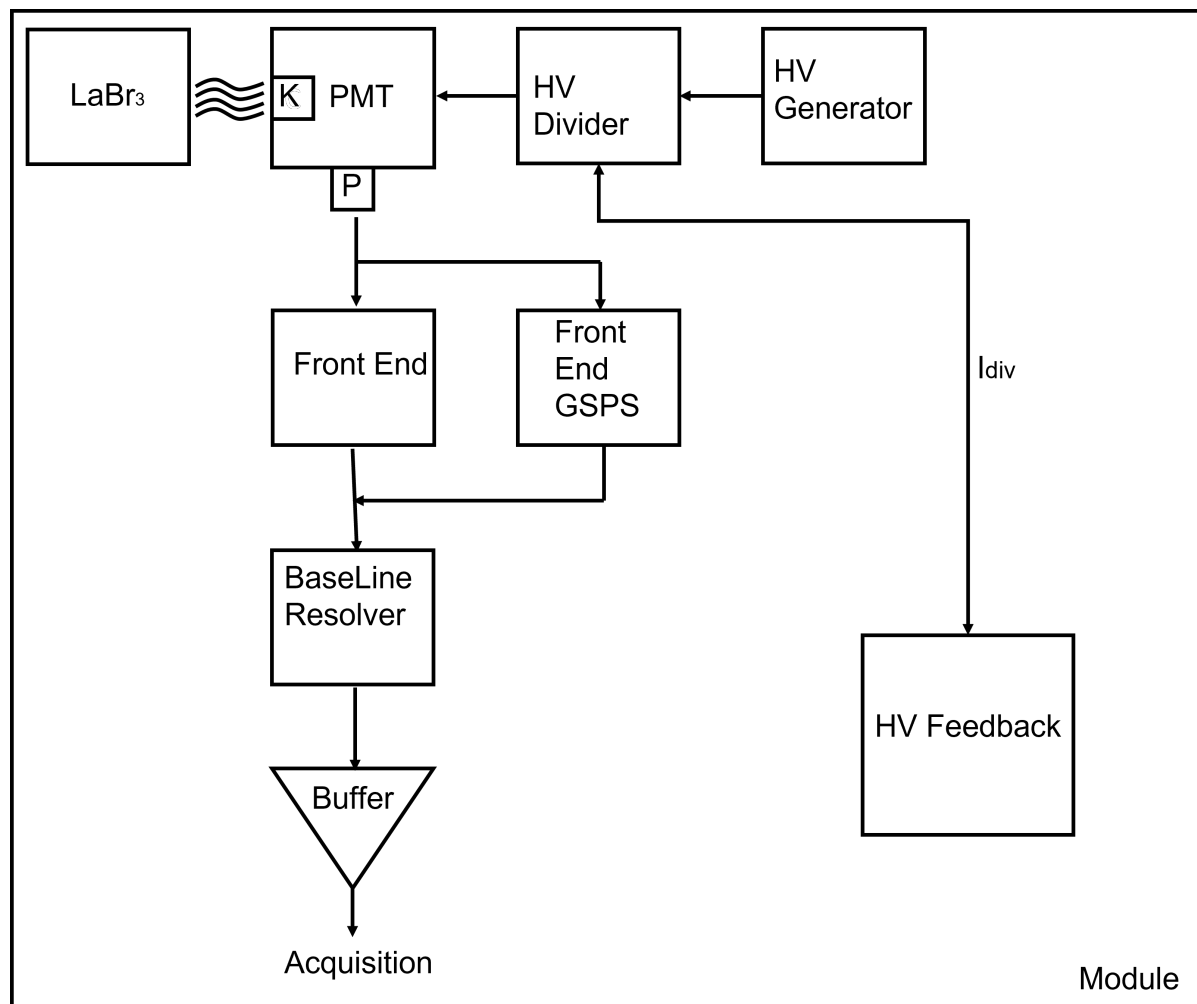 LaBr₃
K
PMT
HV
Divider
HV
Generator
P
Front End
Front
End
GSPS
Idiv
BaseLine
Resolver
HV Feedback
Buffer
Acquisition
Module